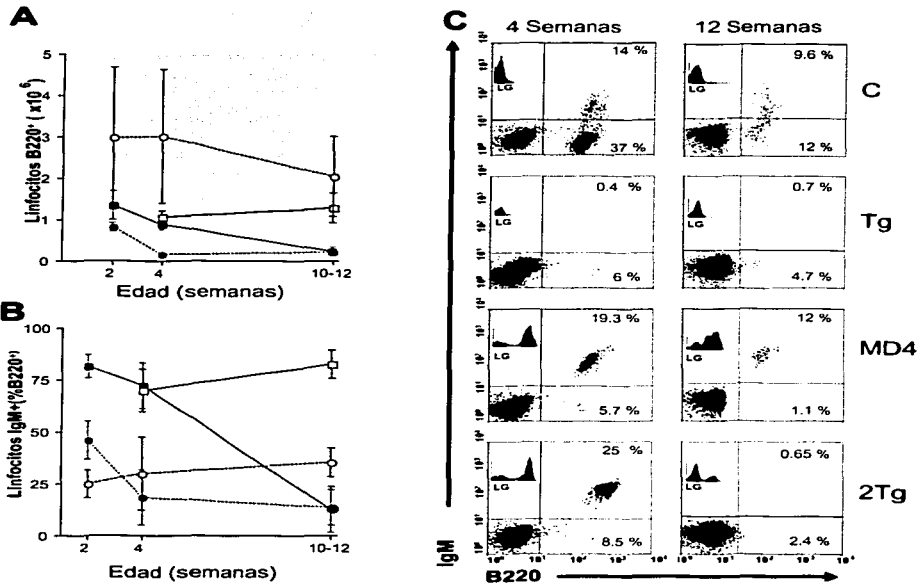 A
Linfocitos B220⁺ ( x10⁶)
5
4
3
2
1
0
2
4
10-12
Edad (semanas)
B
Linfocitos IgM+(%B220⁺)
100
75
50
25
0
2
4
10-12
Edad (semanas)
C
4 Semanas
12 Semanas
14 %
LG
37 %
9.6 %
LG
12 %
C
0.4 %
LG
6 %
0.7 %
LG
4.7 %
Tg
19.3 %
LG
5.7 %
12 %
LG
1.1 %
MD4
25 %
LG
8.5 %
0.65 %
LG
2.4 %
2Tg
IgM
B220